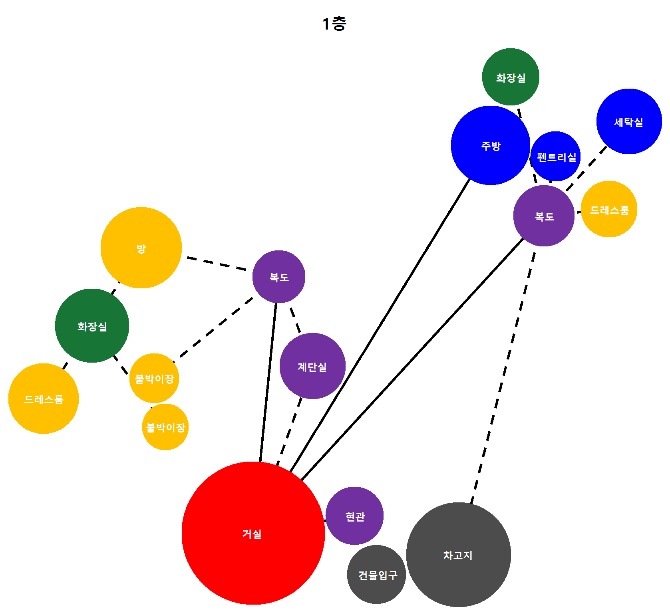 1층
화장실
세탁실
주방
펜트리실
드레스룸
복도
방
복도
화장실
계단실
붙박이장
드레스룸
붙박이장
현관
거실
차고지
건물입구